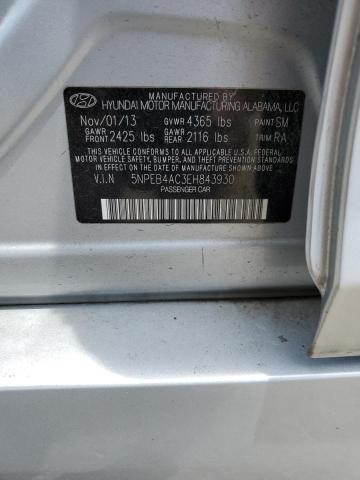 MANUFACTURED BY
HYUNDAI MOTOR MANUFACTURING ALABAMA, LLC
Nov/01/13 GVWR 4365 lbs PAINT SM
GAWR FRONT 2425 lbs GAWR REAR 2116 lbs TRIM RA
THIS VEHICLE CONFORMS TO ALL APPLICABLE U.S.A. FEDERAL
MOTOR VEHICLE SAFETY, BUMPER, AND THEFT PREVENTION STANDARDS
IN EFFECT ON THE DATE OF MANUFACTURE SHOWN ABOVE.
V.I.N 5NPEB4AC3EH843930
PASSENGER CAR